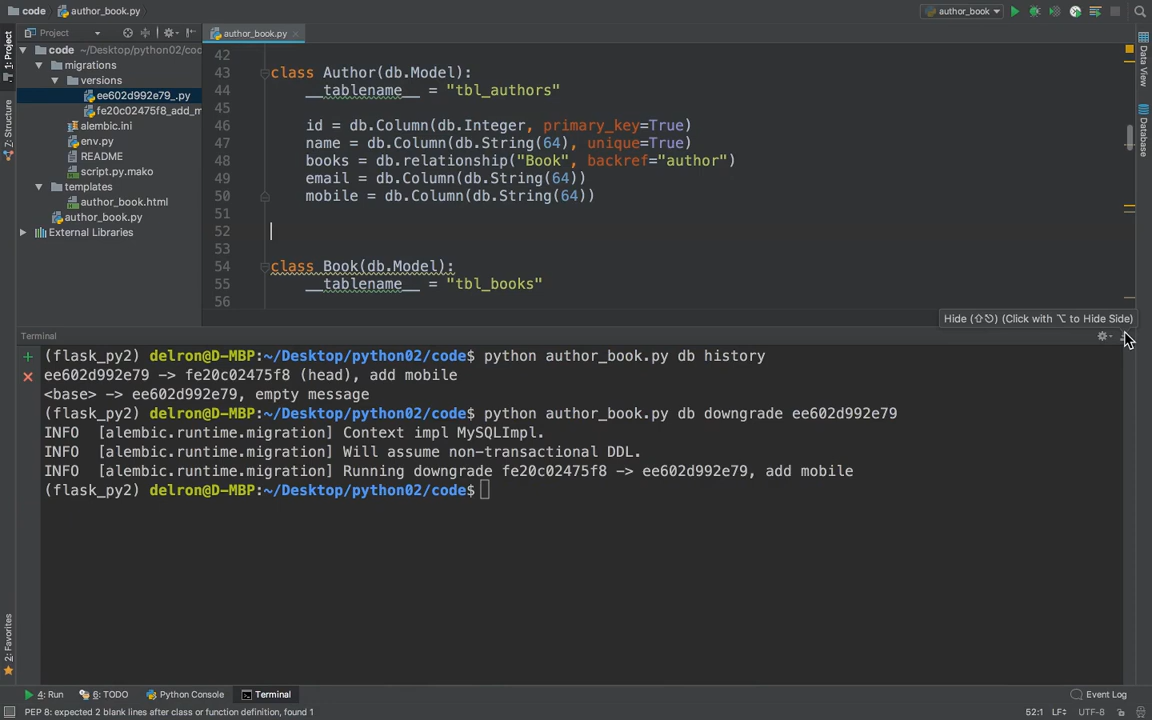 code
author_book.py
author_book
1: Project
Z: Structure
2: Favorites
Data View
Database
Project
code ~/Desktop/python02/coc
migrations
versions
ee602d992e79_.py
fe20c02475f8_add_m
alembic.ini
env.py
README
script.py.mako
templates
author_book.html
author_book.py
External Libraries
author_book.py
42
43 class Author(db.Model):
44 __tablename__ = "tbl_authors"
45
46 id = db.Column(db.Integer, primary_key=True)
47 name = db.Column(db.String(64), unique=True)
48 books = db.relationship("Book", backref="author")
49 email = db.Column(db.String(64))
50 mobile = db.Column(db.String(64))
51
52
53
54 class Book(db.Model):
55 __tablename__ = "tbl_books"
56
Hide (⇧⎋) (Click with ⌥ to Hide Side)
Terminal
(flask_py2) delron@D-MBP:~/Desktop/python02/code$ python author_book.py db history
ee602d992e79 -> fe20c02475f8 (head), add mobile
<base> -> ee602d992e79, empty message
(flask_py2) delron@D-MBP:~/Desktop/python02/code$ python author_book.py db downgrade ee602d992e79
INFO [alembic.runtime.migration] Context impl MySQLImpl.
INFO [alembic.runtime.migration] Will assume non-transactional DDL.
INFO [alembic.runtime.migration] Running downgrade fe20c02475f8 -> ee602d992e79, add mobile
(flask_py2) delron@D-MBP:~/Desktop/python02/code$
4: Run
6: TODO
Python Console
Terminal
Event Log
PEP 8: expected 2 blank lines after class or function definition, found 1
52:1 LF÷ UTF-8